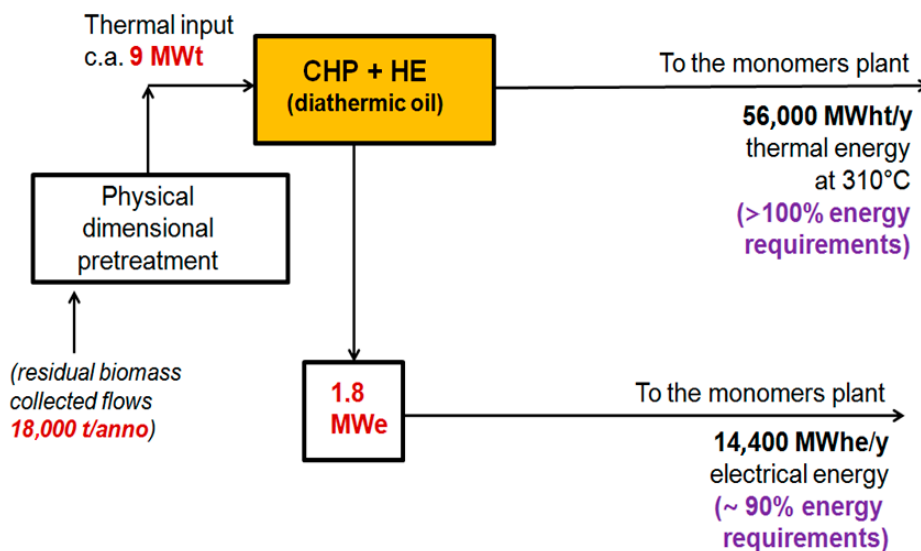 Thermal input
c.a. 9 MWt
CHP + HE
(diathermic oil)
To the monomers plant
56,000 MWht/y
thermal energy
at 310°C
(>100% energy
requirements)
Physical
dimensional
pretreatment
(residual biomass
collected flows
18,000 t/anno)
1.8
MWe
To the monomers plant
14,400 MWhe/y
electrical energy
(~ 90% energy
requirements)